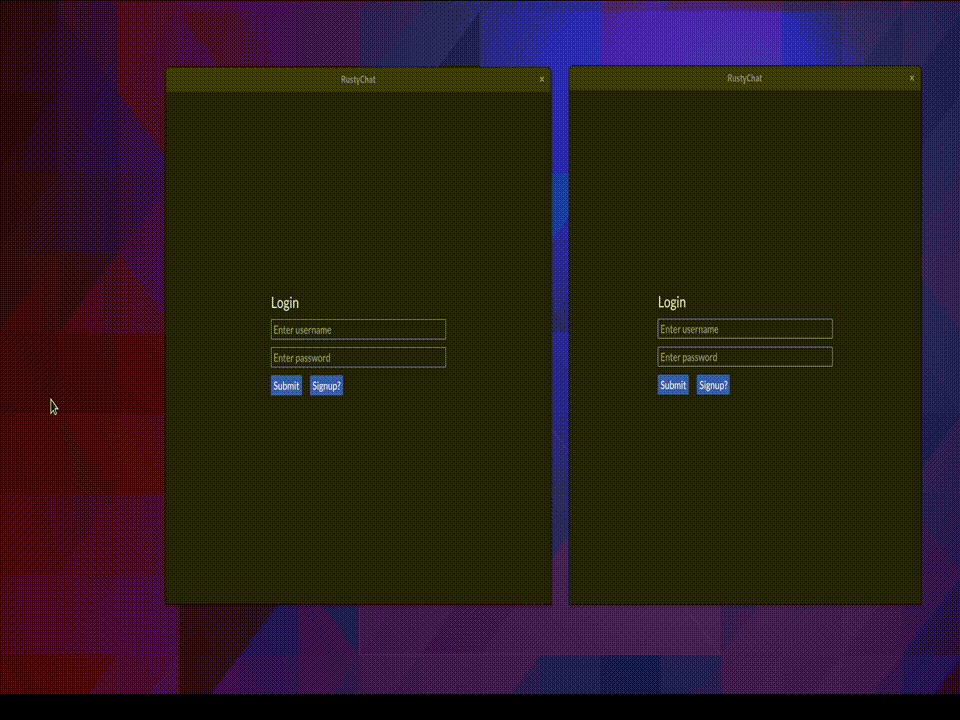 RustyChat x
Login
Enter username
Enter password
Submit Signup?
RustyChat x
Login
Enter username
Enter password
Submit Signup?